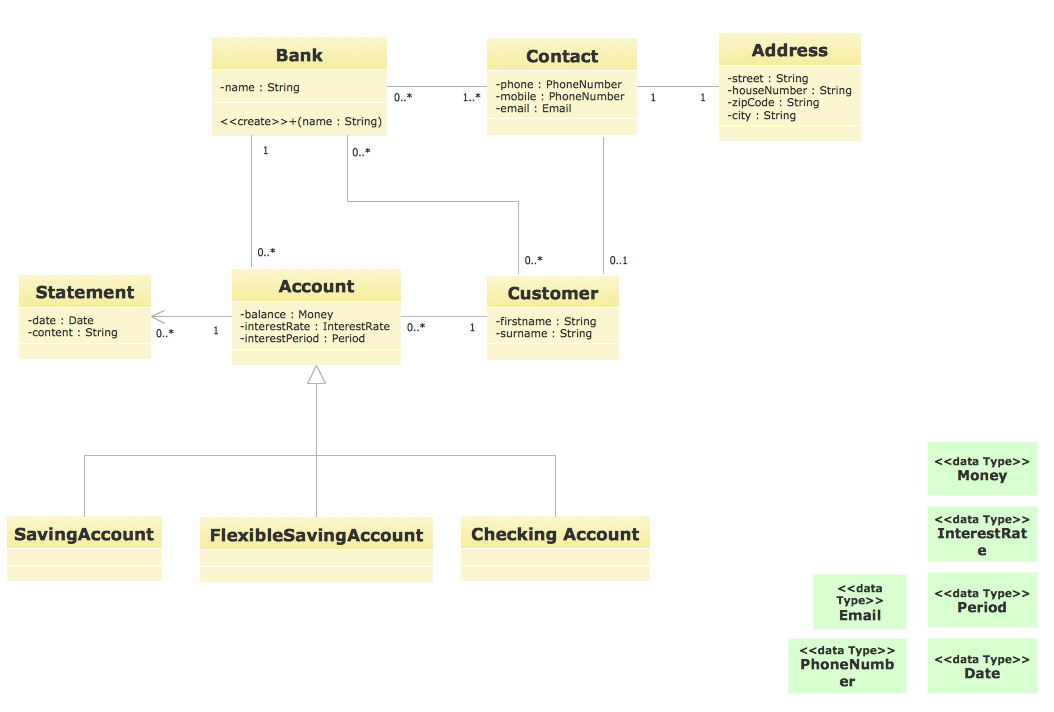 Bank
-name : String
<<create>>+(name : String)
Contact
-phone : PhoneNumber
-mobile : PhoneNumber
-email : Email
Address
-street : String
-houseNumber : String
-zipCode : String
-city : String
0..*
1..*
1
1
1
0..*
0..*
0..*
0..1
Statement
-date : Date
-content : String
0..*
1
Account
-balance : Money
-interestRate : InterestRate
-interestPeriod : Period
0..*
1
Customer
-firstname : String
-surname : String
SavingAccount
FlexibleSavingAccount
Checking Account
<<data Type>>
Money
<<data Type>>
InterestRat
e
<<data
Type>>
Email
<<data Type>>
Period
<<data Type>>
PhoneNumb
er
<<data Type>>
Date